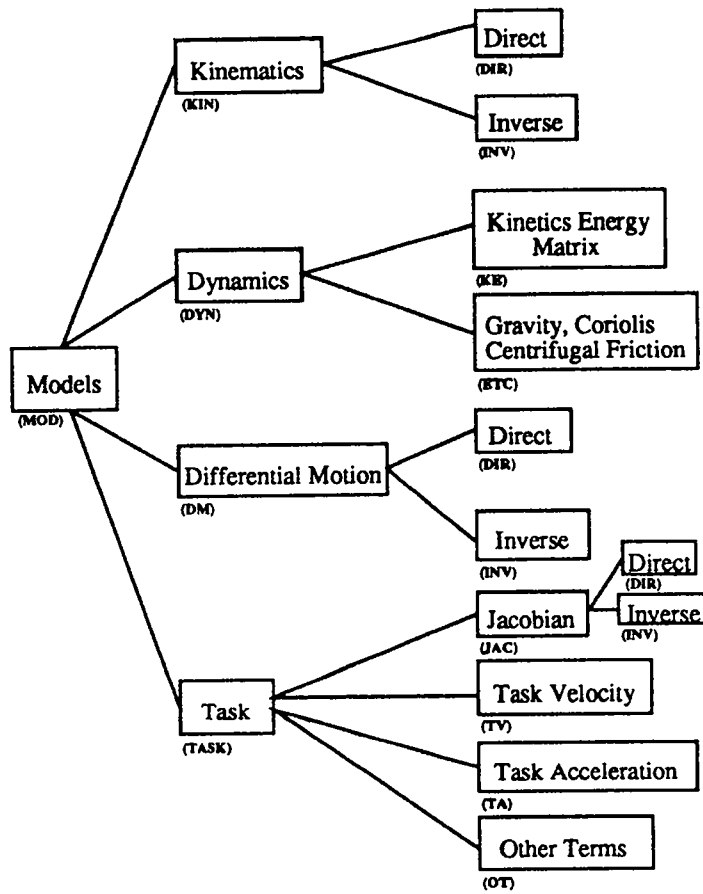 Direct
(DIR)
Kinematics
(KIN)
Inverse
(INV)
Kinetics Energy
Matrix
(KE)
Dynamics
(DYN)
Gravity, Coriolis
Centrifugal Friction
(ETC)
Models
(MOD)
Direct
(DIR)
Differential Motion
(DM)
Inverse
(INV)
Direct
(DIR)
Jacobian
(JAC)
Inverse
(INV)
Task
(TASK)
Task Velocity
(TV)
Task Acceleration
(TA)
Other Terms
(OT)